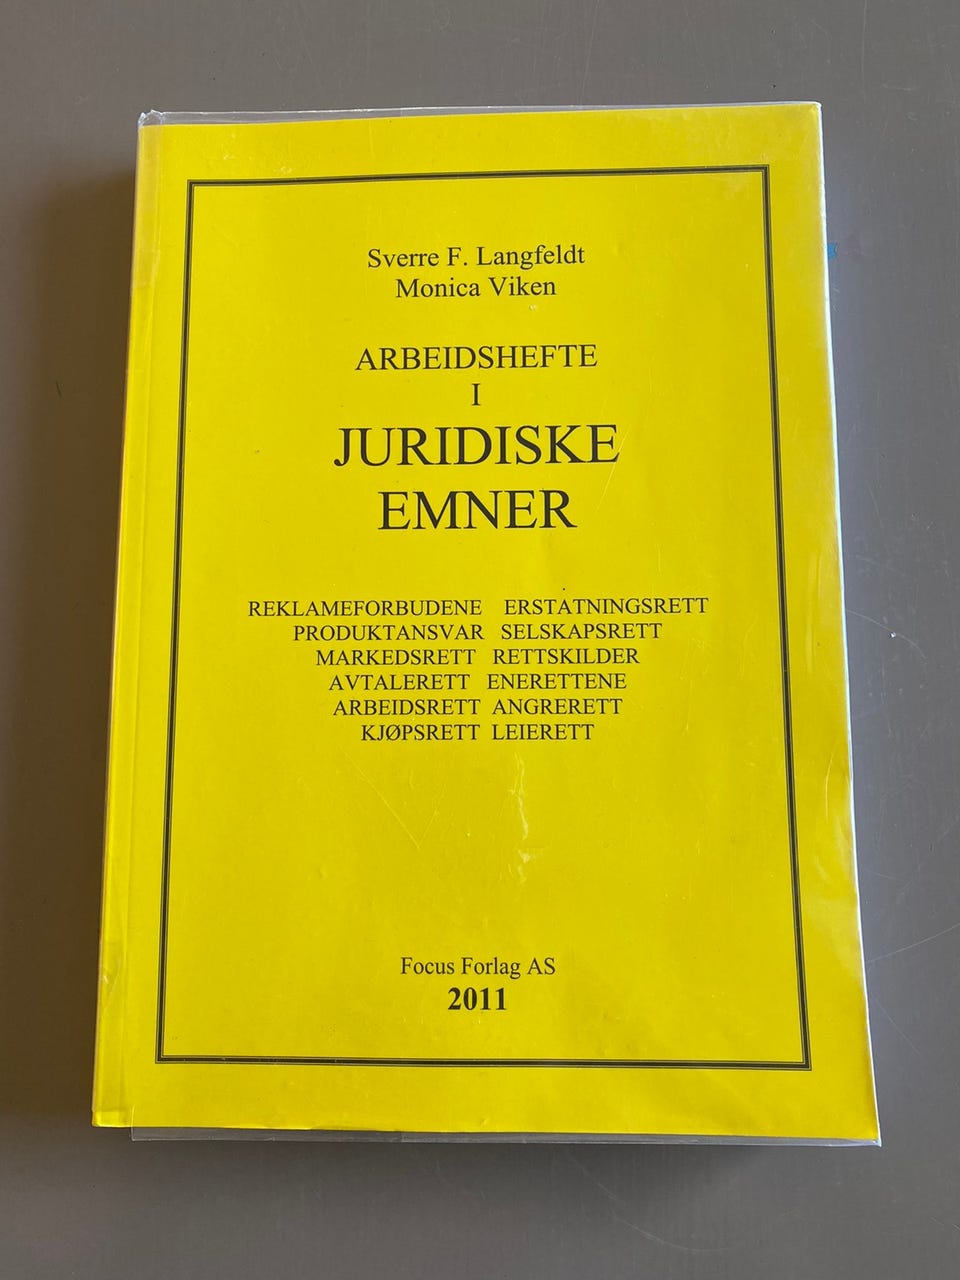 Sverre F. Langfeldt
Monica Viken
ARBEIDSHEFTE
I
JURIDISKE
EMNER
REKLAMEFORBUDENE ERSTATNINGSRETT
PRODUKTANSVAR SELSKAPSRETT
MARKEDSRETT RETTSKILDER
AVTALERETT ENERETTENE
ARBEIDSRETT ANGRERETT
KJØPSRETT LEIERETT
Focus Forlag AS
2011